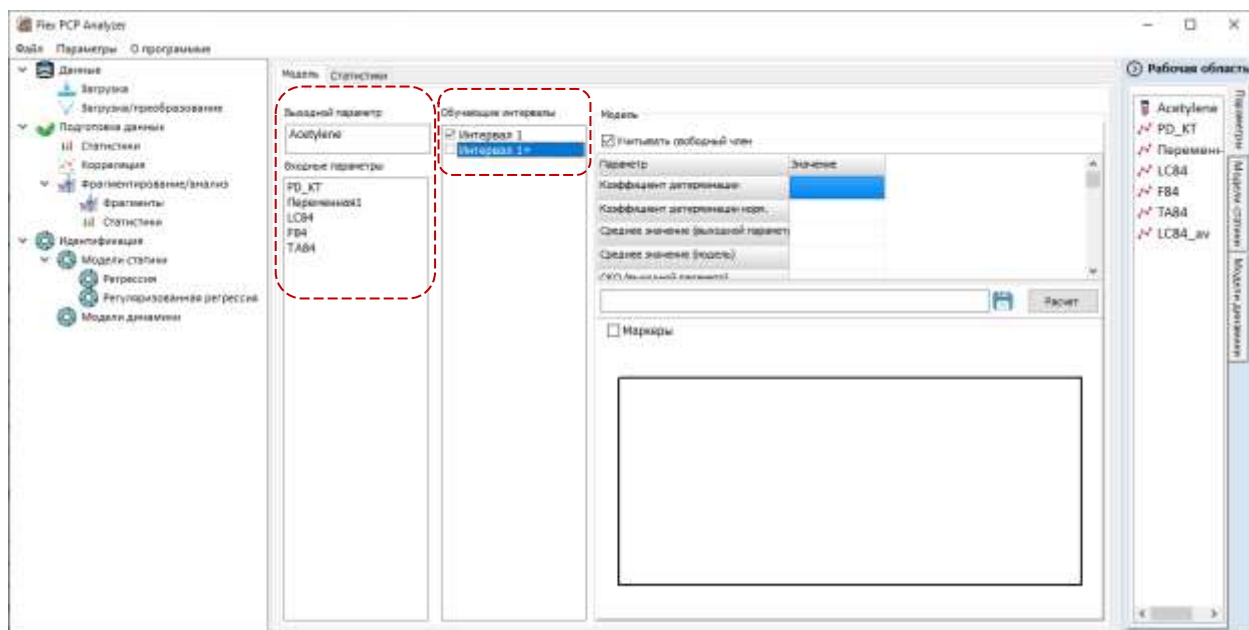 Flex PCP Analyzer
Файл Параметры О программе
Данные
Загрузка
Загрузка/преобразование
Подготовка данных
Статистики
Корреляция
Фрагментирование/анализ
Фрагменты
Статистики
Идентификация
Модели статики
Регрессия
Регуляризованная регрессия
Модели динамики
Модель Статистики
Выходной параметр
Acetylene
Входные параметры
PD_KT
Переменная1
LC84
F84
TA84
Обучающие интервалы
Интервал 1
Интервал 1*
Модель
Учитывать свободный член
Параметр Значение
Коэффициент детерминации
Коэффициент детерминации норм.
Среднее значение (выходной парамет
Среднее значение (модель)
СКО (выходной параметр)
Расчет
Маркеры
Рабочая область
Acetylene
PD_KT
Перемен
LC84
F84
TA84
LC84_av
Параметры
Модели статики
Модели динамики